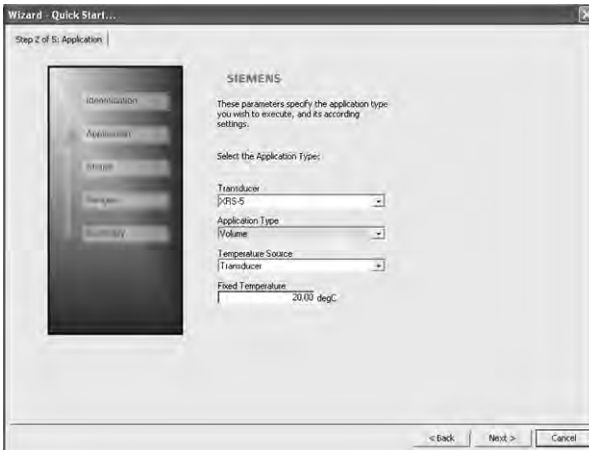 Wizard - Quick Start...
Step 2 of 5: Application
Identification
Application
Ranges
Summary
SIEMENS
These parameters specify the application type
you wish to execute, and its according
settings.
Select the Application Type:
Transducer
XRS-5
Application Type
Volume
Temperature Source
Transducer
Fixed Temperature
20.00 degC
< Back
Next >
Cancel